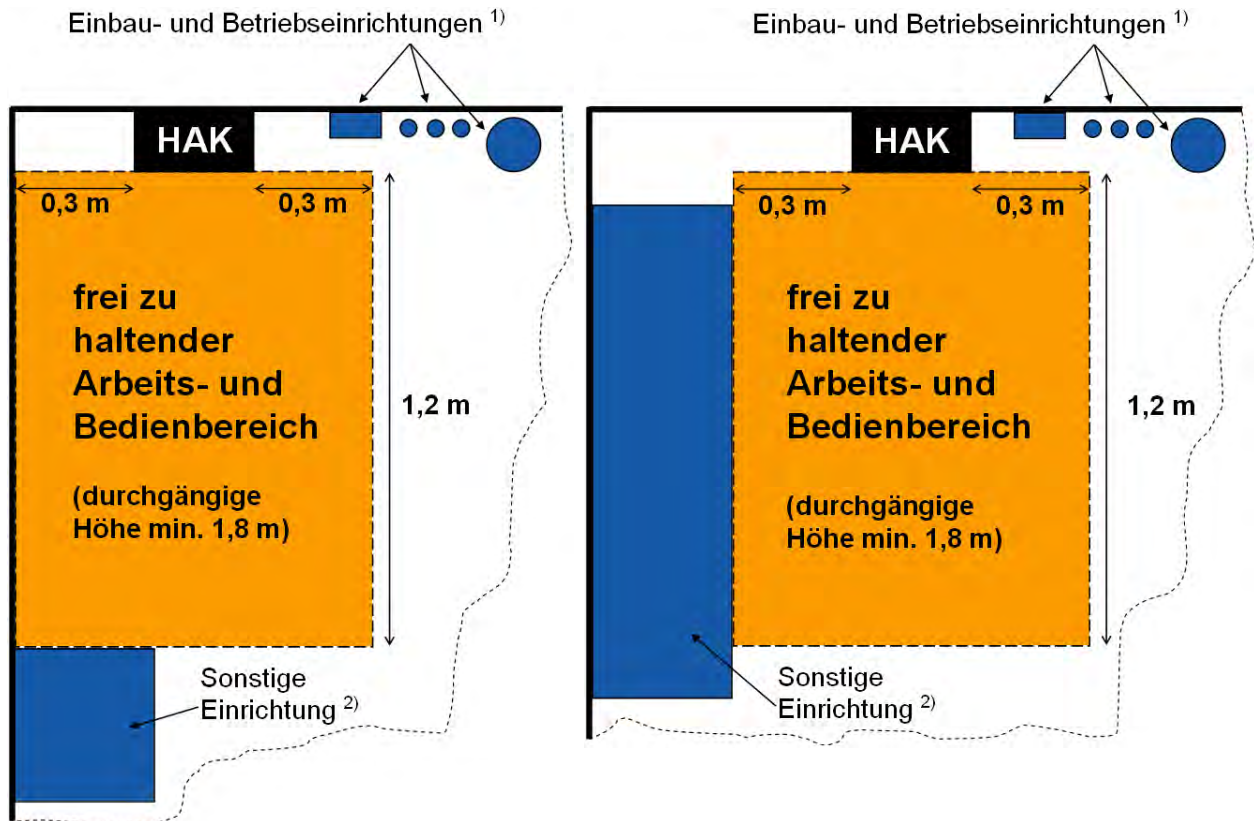 Einbau- und Betriebseinrichtungen 1)
HAK
0,3 m
0,3 m
frei zu
haltender
Arbeits- und
Bedienbereich
(durchgängige
Höhe min. 1,8 m)
1,2 m
Sonstige
Einrichtung 2)
Einbau- und Betriebseinrichtungen 1)
HAK
0,3 m
0,3 m
frei zu
haltender
Arbeits- und
Bedienbereich
(durchgängige
Höhe min. 1,8 m)
1,2 m
Sonstige
Einrichtung 2)